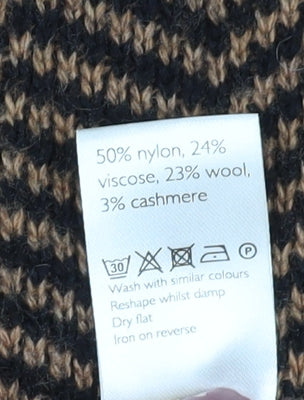 50% nylon, 24%
viscose, 23% wool,
3% cashmere
30 P
Wash with similar colours
Reshape whilst damp
Dry flat
Iron on reverse